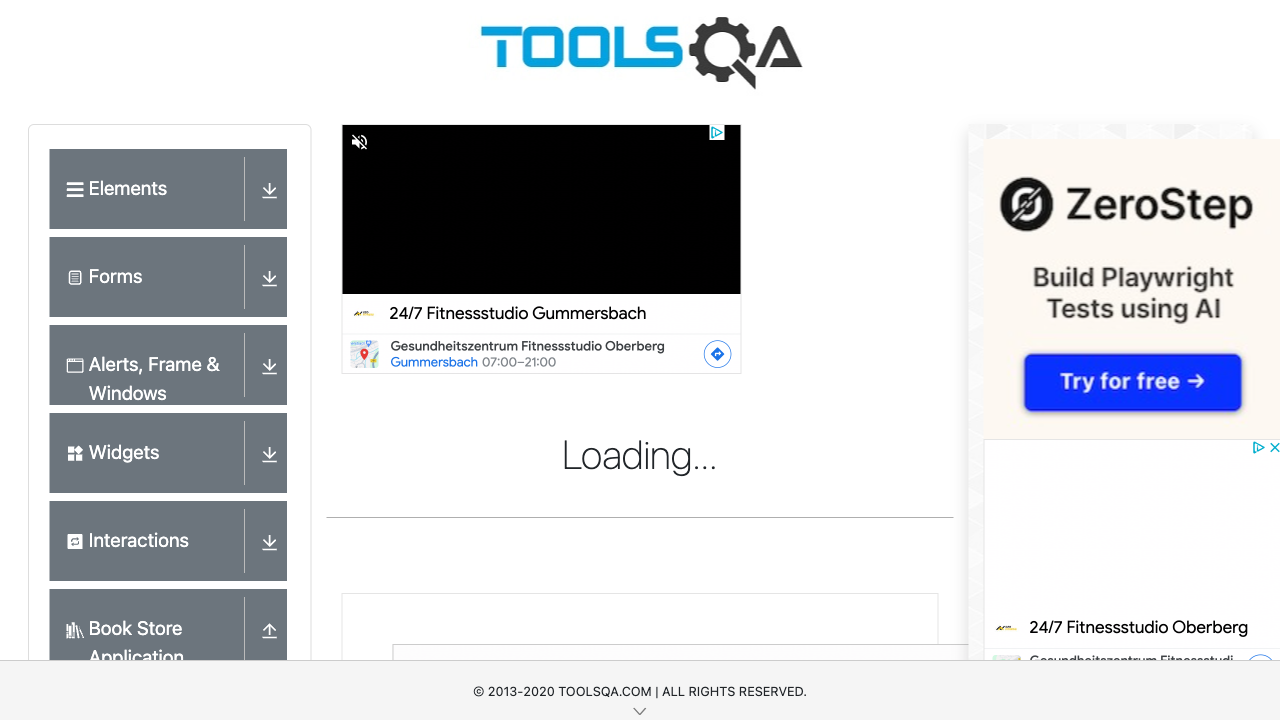 TOOLSQA
Elements
Forms
Alerts, Frame &
Windows
Widgets
Interactions
Book Store
Application
24/7 Fitnessstudio Gummersbach
Gesundheitszentrum Fitnessstudio Oberberg
Gummersbach 07:00–21:00
Loading...
ZeroStep
Build Playwright
Tests using AI
Try for free →
24/7 Fitnessstudio Oberberg
Gesundheitszentrum Fitnessstudi
© 2013-2020 TOOLSQA.COM | ALL RIGHTS RESERVED.